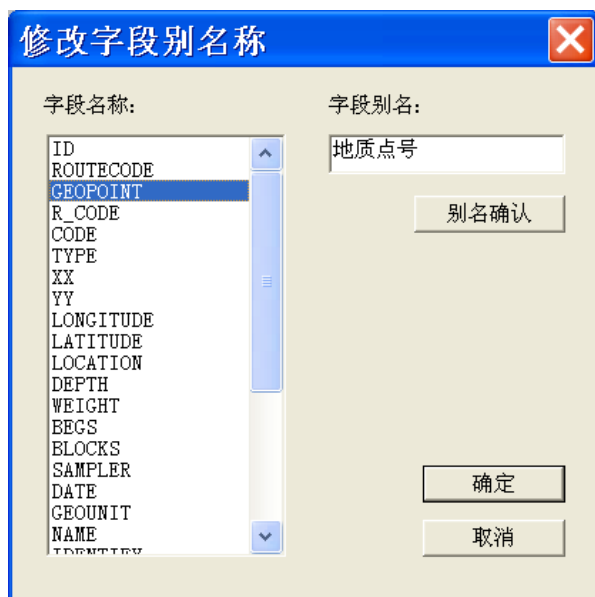 修改字段别名称
字段名称:
字段别名:
ID
ROUTECODE
GEOPOINT
R_CODE
CODE
TYPE
XX
YY
LONGITUDE
LATITUDE
LOCATION
DEPTH
WEIGHT
BEGS
BLOCKS
SAMPLER
DATE
GEOUNIT
NAME
IDENTIFY
地质点号
别名确认
确定
取消